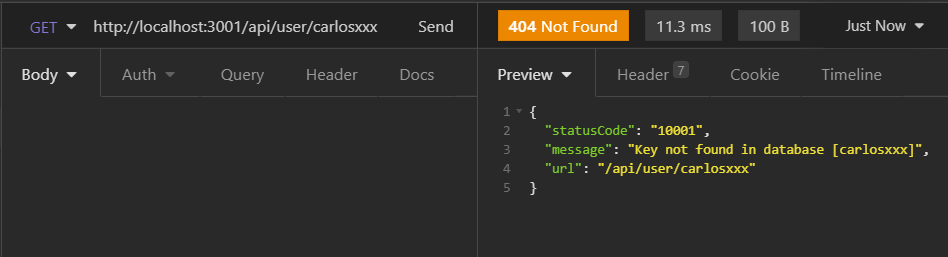 GET http://localhost:3001/api/user/carlosxxx Send
404 Not Found 11.3 ms 100 B Just Now
Body Auth Query Header Docs
Preview Header 7 Cookie Timeline
1 {
2 "statusCode": "10001",
3 "message": "Key not found in database [carlosxxx]",
4 "url": "/api/user/carlosxxx"
5 }